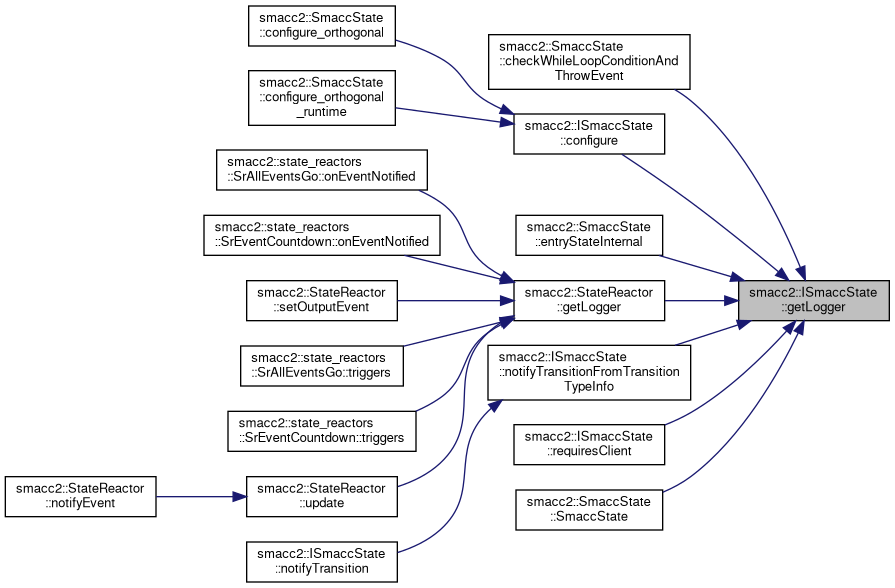 smacc2::SmaccState
::configure_orthogonal
smacc2::SmaccState
::checkWhileLoopConditionAnd
ThrowEvent
smacc2::SmaccState
::configure_orthogonal
_runtime
smacc2::ISmaccState
::configure
smacc2::state_reactors
::SrAllEventsGo::onEventNotified
smacc2::state_reactors
::SrEventCountdown::onEventNotified
smacc2::SmaccState
::entryStateInternal
smacc2::StateReactor
::setOutputEvent
smacc2::StateReactor
::getLogger
smacc2::ISmaccState
::getLogger
smacc2::state_reactors
::SrAllEventsGo::triggers
smacc2::ISmaccState
::notifyTransitionFromTransition
TypeInfo
smacc2::state_reactors
::SrEventCountdown::triggers
smacc2::ISmaccState
::requiresClient
smacc2::StateReactor
::notifyEvent
smacc2::StateReactor
::update
smacc2::SmaccState
::SmaccState
smacc2::ISmaccState
::notifyTransition